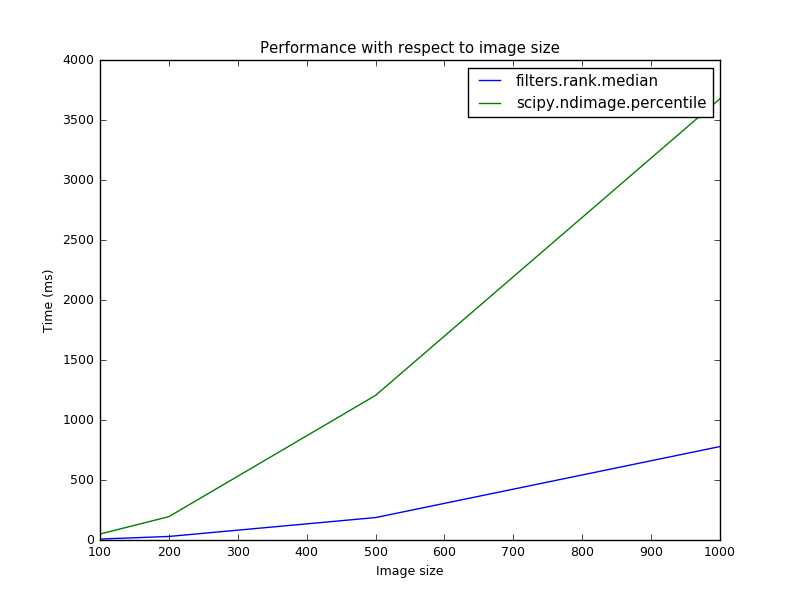 Performance with respect to image size
filters.rank.median
scipy.ndimage.percentile
Time (ms)
4000
3500
3000
2500
2000
1500
1000
500
0
100 200 300 400 500 600 700 800 900 1000
Image size